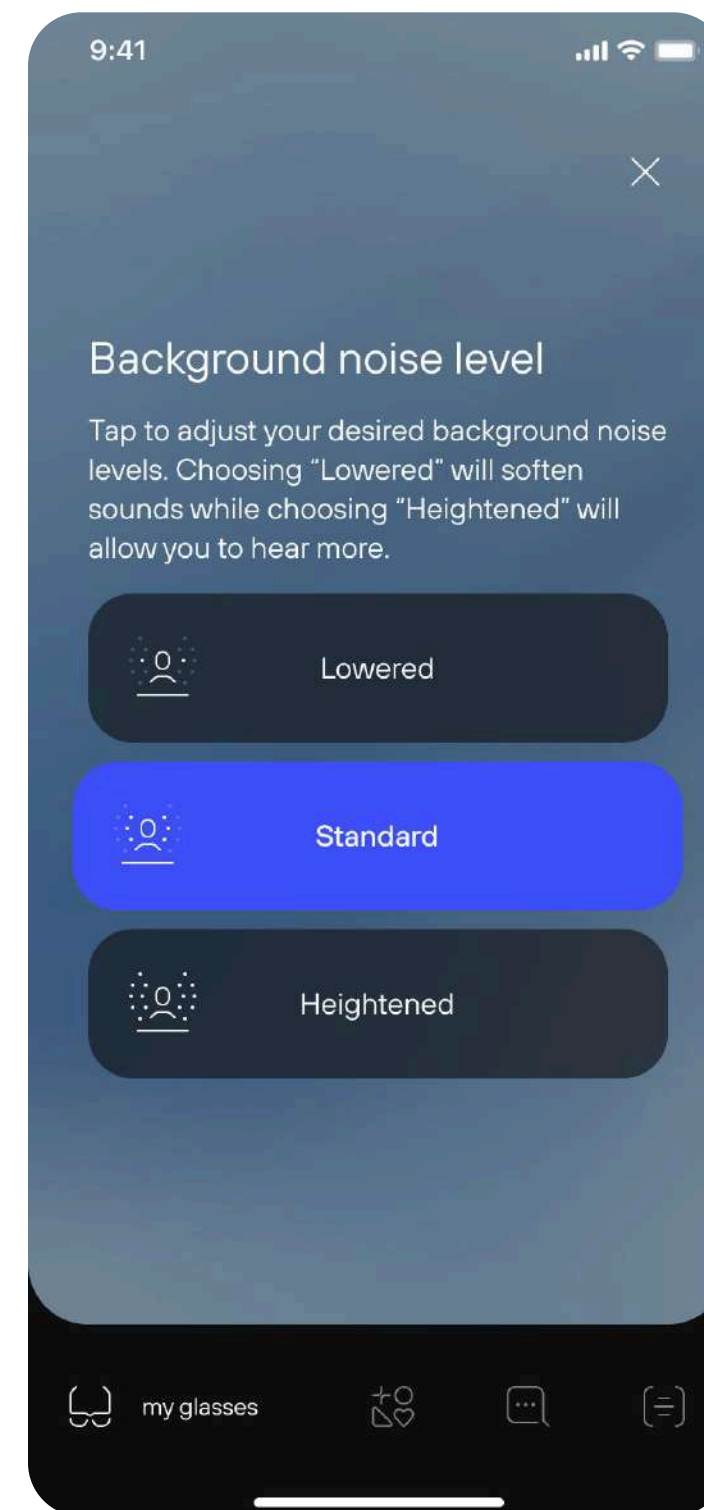 9:41
Background noise level
Tap to adjust your desired background noise
levels. Choosing “Lowered” will soften
sounds while choosing “Heightened” will
allow you to hear more.
Lowered
Standard
Heightened
my glasses